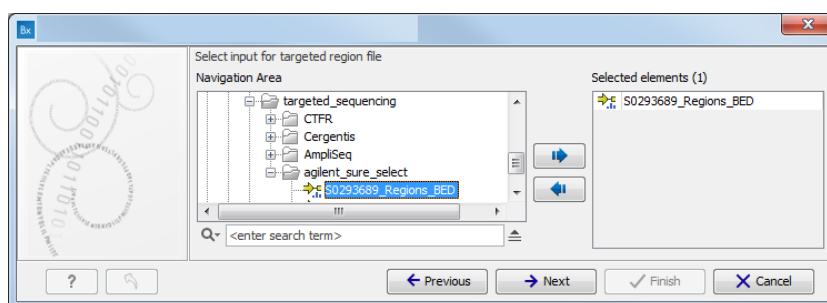 Bx
Select input for targeted region file
Navigation Area
targeted_sequencing
CTFR
Cergentis
AmpliSeq
agilent_sure_select
S0293689_Regions_BED
<enter search term>
Selected elements (1)
S0293689_Regions_BED
?
Previous
Next
Finish
Cancel